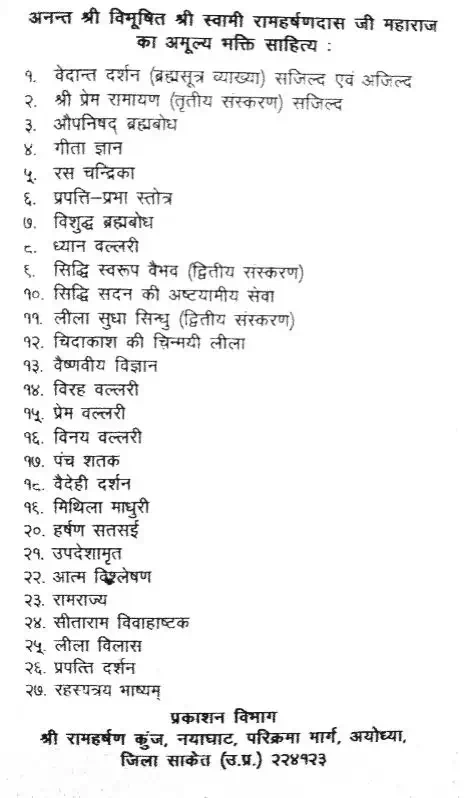 अनन्त श्री विभूषित श्री स्वामी रामहर्षणदास जी महाराज
का अमूल्य भक्ति साहित्य :
१. वेदान्त दर्शन (ब्रह्मसूत्र व्याख्या) सजिल्द एवं अजिल्द
२. श्री प्रेम रामायण (तृतीय संस्करण) सजिल्द
३. औपनिषद् ब्रह्मबोध
४. गीता ज्ञान
५. रस चन्द्रिका
६. प्रपत्ति-प्रभा स्तोत्र
७. विशुद्ध ब्रह्मबोध
८. ध्यान वल्लरी
९. सिद्धि स्वरूप वैभव (द्वितीय संस्करण)
१०. सिद्धि सदन की अष्टयामीय सेवा
११. लीला सुधा सिन्धु (द्वितीय संस्करण)
१२. चिदाकाश की चिन्मयी लीला
१३. वैष्णवीय विज्ञान
१४. विरह वल्लरी
१५. प्रेम वल्लरी
१६. विनय वल्लरी
१७. पंच शतक
१८. वैदेही दर्शन
१९. मिथिला माधुरी
२०. हर्षण सतसई
२१. उपदेशामृत
२२. आत्म विश्लेषण
२३. रामराज्य
२४. सीताराम विवाहाष्टक
२५. लीला विलास
२६. प्रपत्ति दर्शन
२७. रहस्यत्रय भाष्यम्
प्रकाशन विभाग
श्री रामहर्षण कुंज, नयाघाट, परिक्रमा मार्ग, अयोध्या,
जिला साकेत (उ.प्र.) २२४१२३